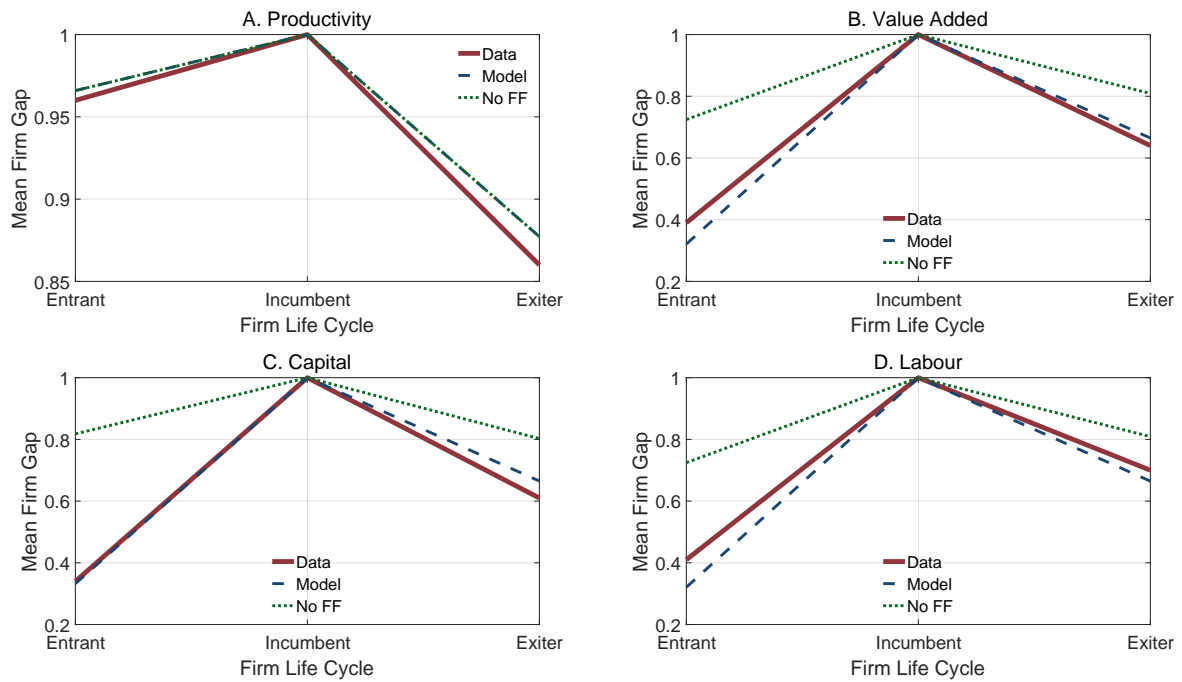 A. Productivity
1
0.95
0.9
0.85
Mean Firm Gap
Data
Model
No FF
Entrant
Incumbent
Exiter
Firm Life Cycle
B. Value Added
1
0.8
0.6
0.4
0.2
Mean Firm Gap
Data
Model
No FF
Entrant
Incumbent
Exiter
Firm Life Cycle
C. Capital
1
0.8
0.6
0.4
0.2
Mean Firm Gap
Data
Model
No FF
Entrant
Incumbent
Exiter
Firm Life Cycle
D. Labour
1
0.8
0.6
0.4
0.2
Mean Firm Gap
Data
Model
No FF
Entrant
Incumbent
Exiter
Firm Life Cycle